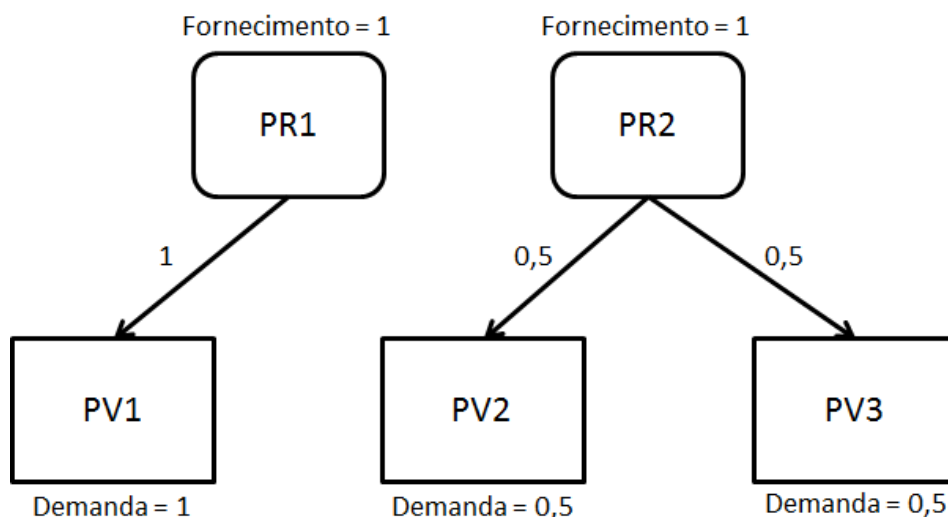 Fornecimento = 1
Fornecimento = 1
PR1
PR2
1
0,5
0,5
PV1
PV2
PV3
Demanda = 1
Demanda = 0,5
Demanda = 0,5